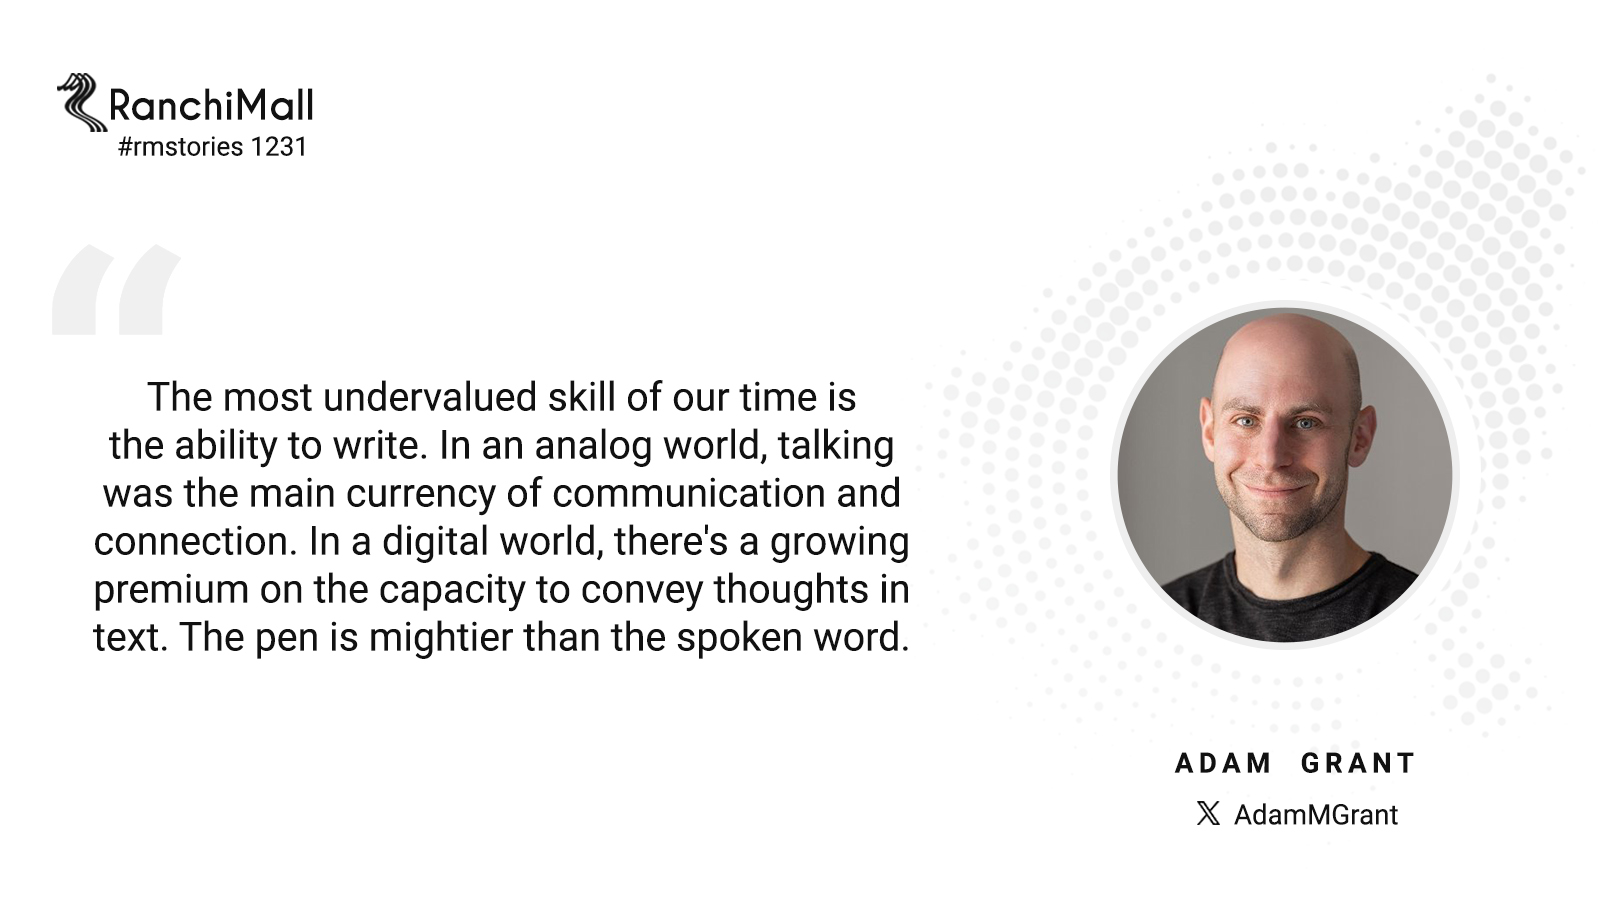 RanchiMall
#rmstories 1231
“
The most undervalued skill of our time is
the ability to write. In an analog world, talking
was the main currency of communication and
connection. In a digital world, there's a growing
premium on the capacity to convey thoughts in
text. The pen is mightier than the spoken word.
ADAM GRANT
X AdamMGrant